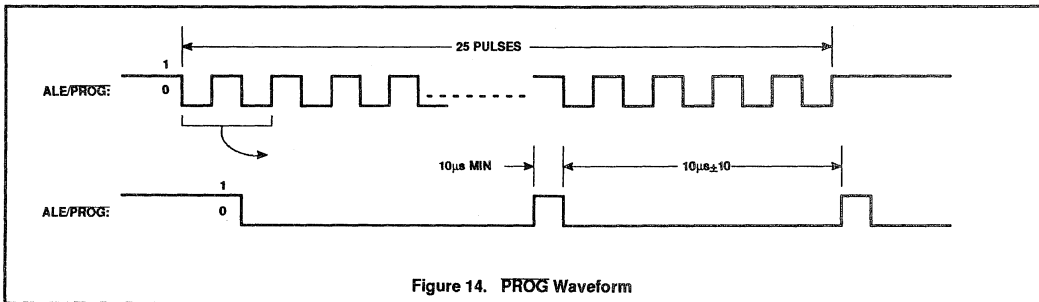 25 PULSES
1
ALE/PROG:
0
10µs MIN
10µs±10
1
ALE/PROG:
0
Figure 14. PROG Waveform